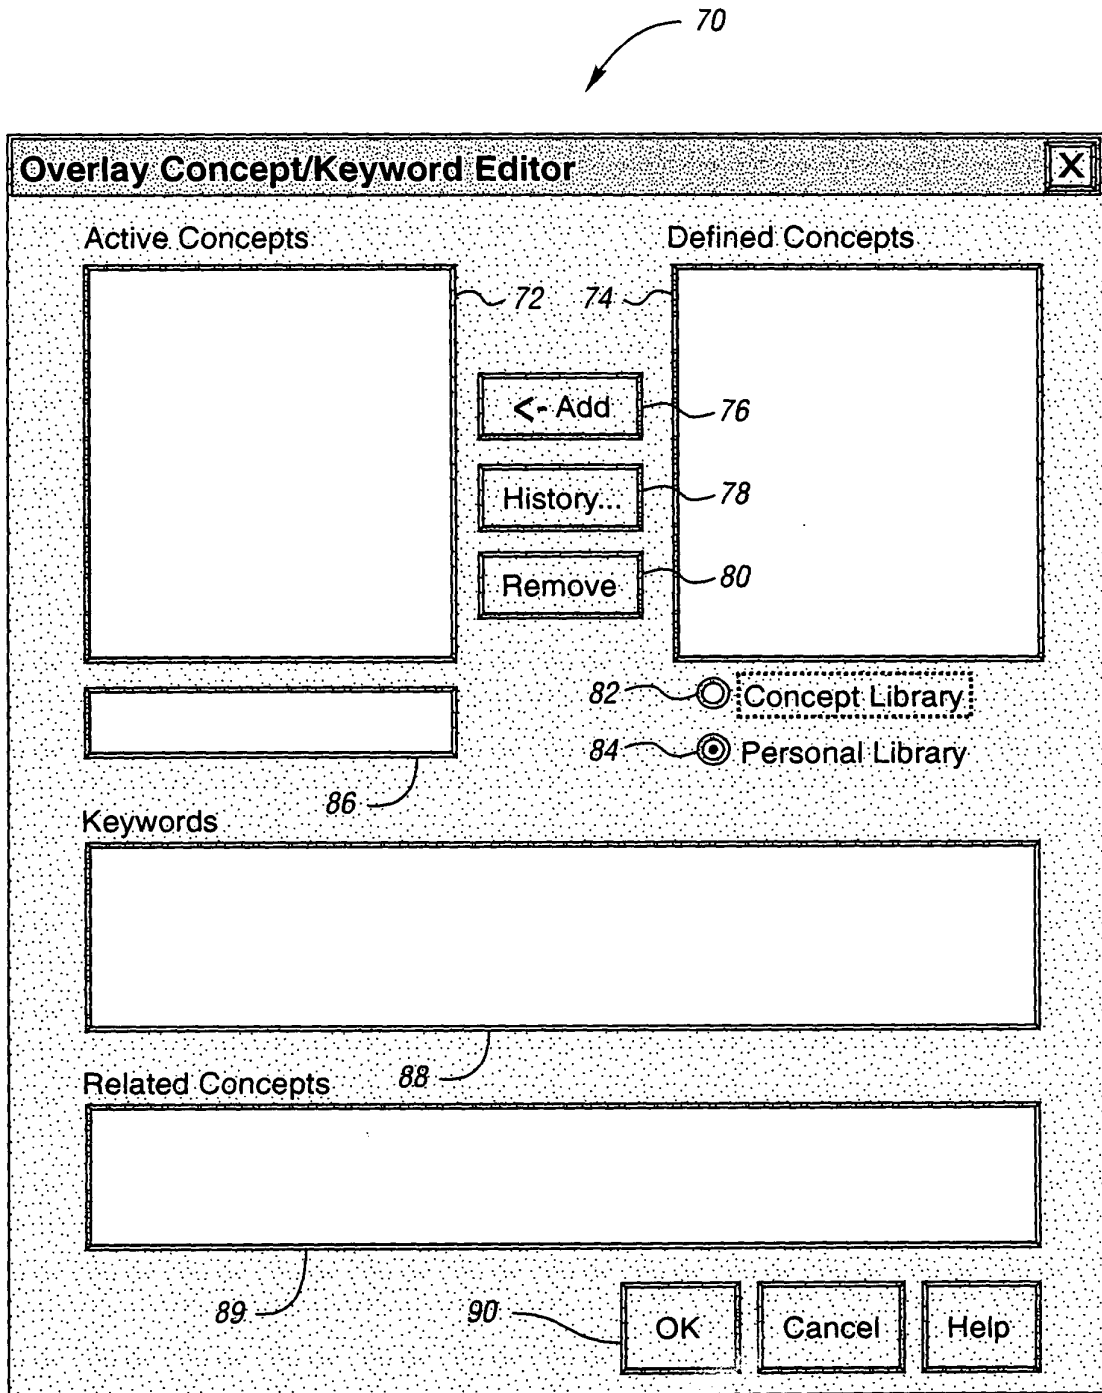 70
Overlay Concept/Keyword Editor X
Active Concepts Defined Concepts
72 74
<- Add 76
History... 78
Remove 80
82 Concept Library
84 Personal Library
86
Keywords
88
Related Concepts
89
90 OK Cancel Help